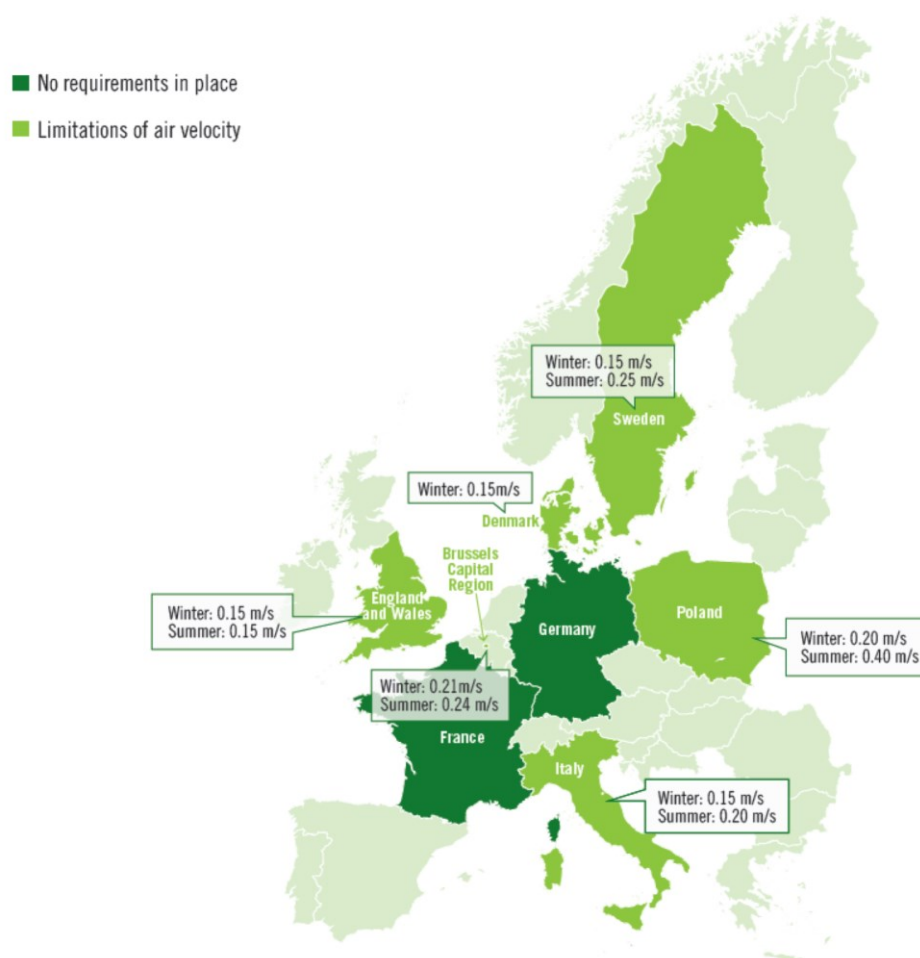 No requirements in place
Limitations of air velocity
Winter: 0.15 m/s
Summer: 0.25 m/s
Sweden
Winter: 0.15m/s
Denmark
Brussels
Capital
Region
England
and Wales
Winter: 0.15 m/s
Summer: 0.15 m/s
Germany
Poland
Winter: 0.20 m/s
Summer: 0.40 m/s
Winter: 0.21m/s
Summer: 0.24 m/s
France
Italy
Winter: 0.15 m/s
Summer: 0.20 m/s